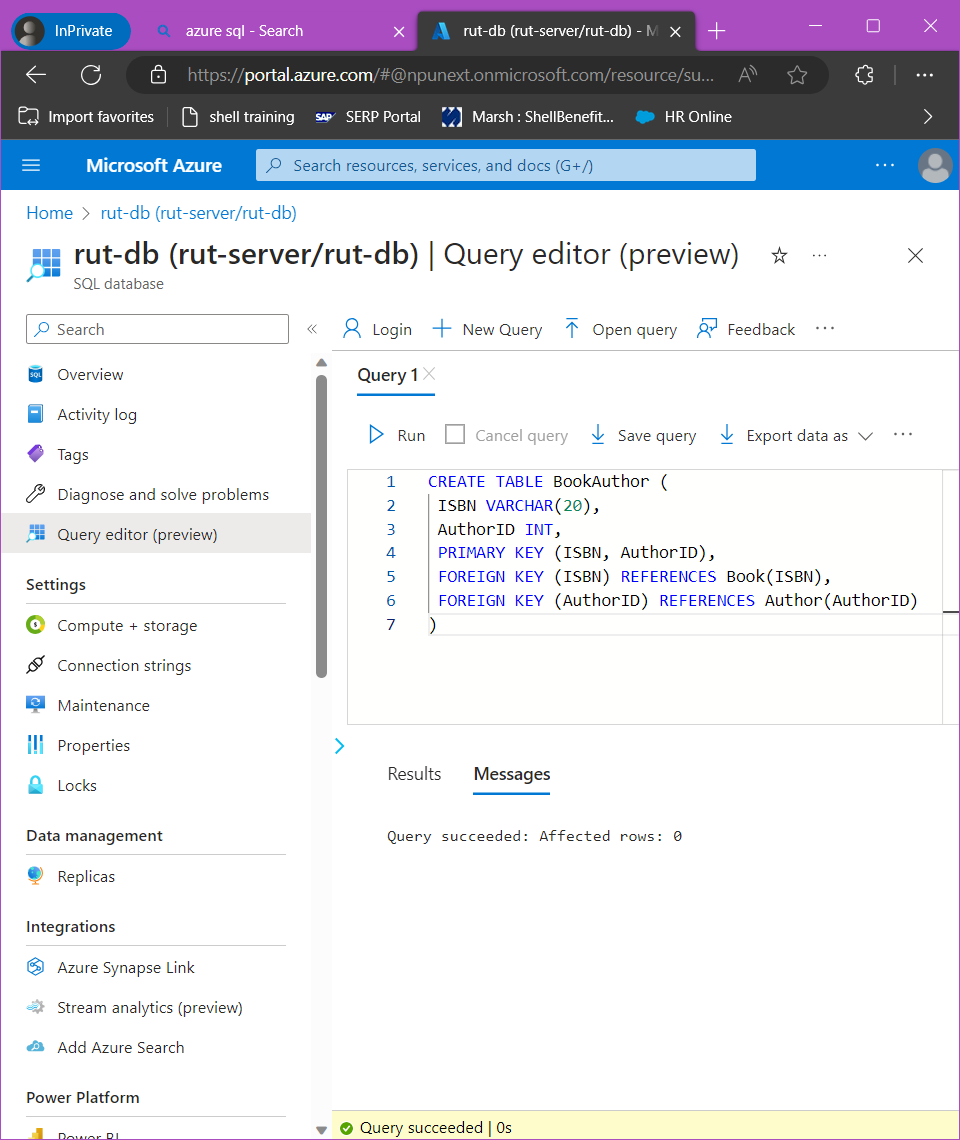 InPrivate
azure sql - Search
rut-db (rut-server/rut-db) - M
https://portal.azure.com/#@npunext.onmicrosoft.com/resource/su...
Import favorites
shell training
SAP
SERP Portal
Marsh : ShellBenefit...
HR Online
Microsoft Azure
Search resources, services, and docs (G+/)
Home > rut-db (rut-server/rut-db)
rut-db (rut-server/rut-db) | Query editor (preview)
SQL database
Search
Login
New Query
Open query
Feedback
Overview
Activity log
Tags
Diagnose and solve problems
Query editor (preview)
Settings
Compute + storage
Connection strings
Maintenance
Properties
Locks
Data management
Replicas
Integrations
Azure Synapse Link
Stream analytics (preview)
Add Azure Search
Power Platform
Power BI
Query 1
Run
Cancel query
Save query
Export data as
1 CREATE TABLE BookAuthor (
2 ISBN VARCHAR(20),
3 AuthorID INT,
4 PRIMARY KEY (ISBN, AuthorID),
5 FOREIGN KEY (ISBN) REFERENCES Book(ISBN),
6 FOREIGN KEY (AuthorID) REFERENCES Author(AuthorID)
7 )
Results
Messages
Query succeeded: Affected rows: 0
Query succeeded | 0s